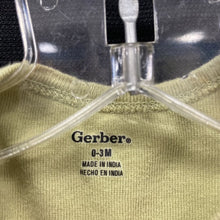 Gerber®
0-3M
MADE IN INDIA
HECHO EN INDIA